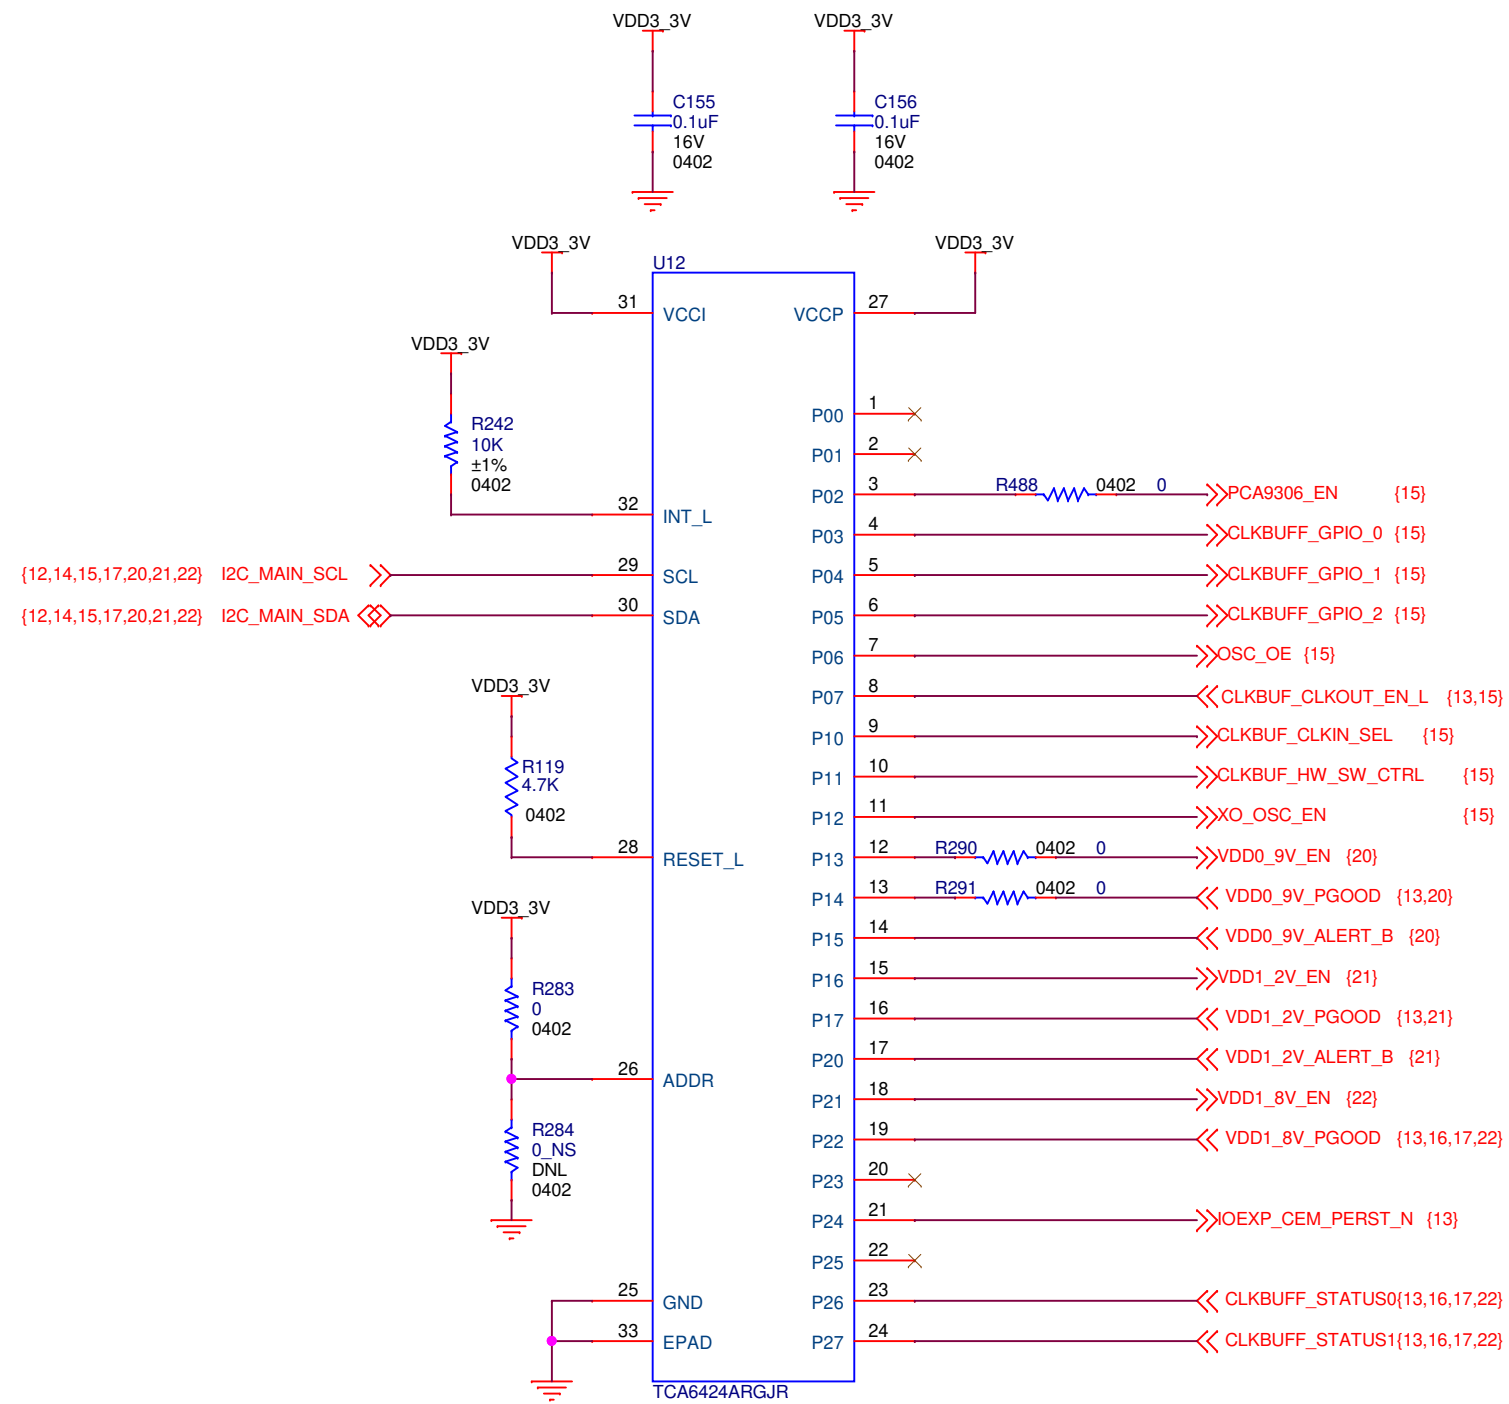 VDD3_3V VDD3_3V
C155 C156
0.1uF 0.1uF
16V 16V
0402 0402
VDD3_3V VDD3_3V
U12
31 VCCI VCCP 27
VDD3_3V
P00 1
R242
10K
±1%
0402
P01 2
P02 3 R488 0402 0 PCA9306_EN {15}
32 INT_L
P03 4 CLKBUFF_GPIO_0 {15}
{12,14,15,17,20,21,22} I2C_MAIN_SCL 29 SCL P04 5 CLKBUFF_GPIO_1 {15}
{12,14,15,17,20,21,22} I2C_MAIN_SDA 30 SDA P05 6 CLKBUFF_GPIO_2 {15}
P06 7 OSC_OE {15}
VDD3_3V P07 8 CLKBUF_CLKOUT_EN_L {13,15}
P10 9 CLKBUF_CLKIN_SEL {15}
R119
4.7K
0402
P11 10 CLKBUF_HW_SW_CTRL {15}
P12 11 XO_OSC_EN {15}
28 RESET_L P13 12 R290 0402 0 VDD0_9V_EN {20}
VDD3_3V P14 13 R291 0402 0 VDD0_9V_PGOOD {13,20}
P15 14 VDD0_9V_ALERT_B {20}
P16 15 VDD1_2V_EN {21}
R283
0
0402
P17 16 VDD1_2V_PGOOD {13,21}
26 ADDR P20 17 VDD1_2V_ALERT_B {21}
P21 18 VDD1_8V_EN {22}
R284
0_NS
DNL
0402
P22 19 VDD1_8V_PGOOD {13,16,17,22}
P23 20
P24 21 IOEXP_CEM_PERST_N {13}
P25 22
25 GND P26 23 CLKBUFF_STATUS0{13,16,17,22}
33 EPAD P27 24 CLKBUFF_STATUS1{13,16,17,22}
TCA6424ARGJR